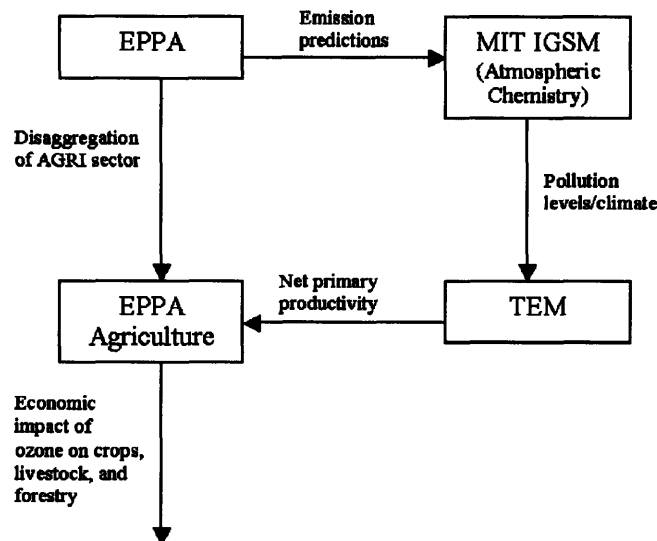 EPPA
Emission
predictions
MIT IGSM
(Atmospheric
Chemistry)
Disaggregation
of AGRI sector
Pollution
levels/climate
EPPA
Agriculture
Net primary
productivity
TEM
Economic
impact of
ozone on crops,
livestock, and
forestry